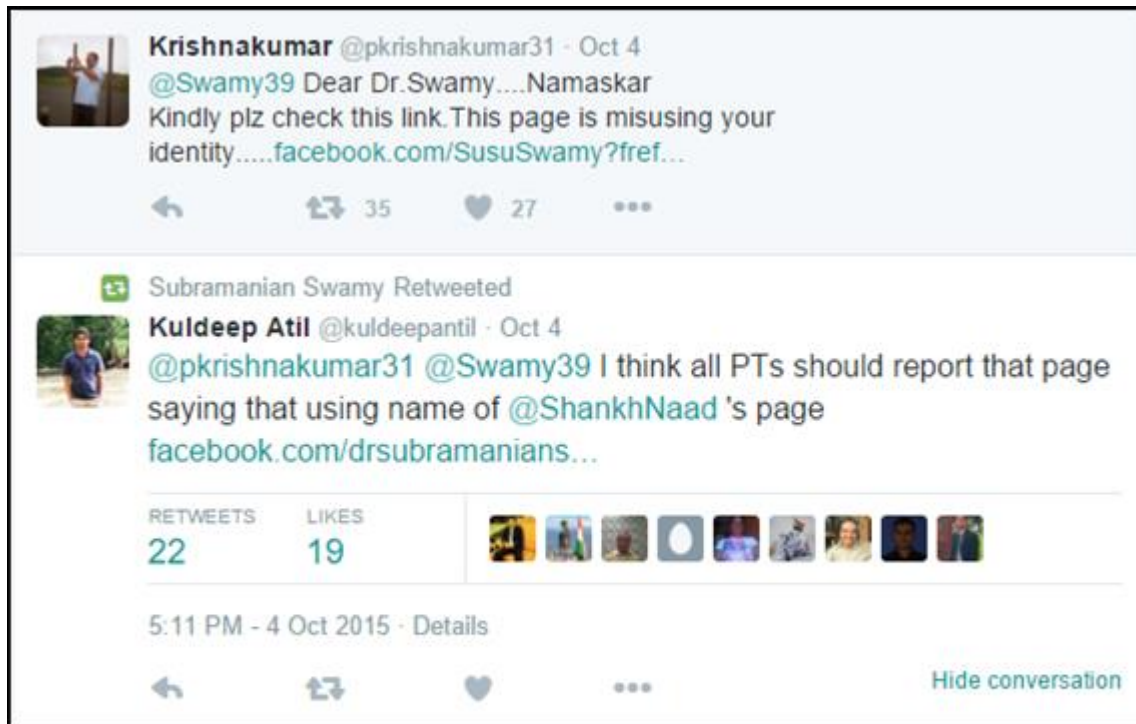 Krishnakumar @pkrishnakumar31 · Oct 4
@Swamy39 Dear Dr.Swamy....Namaskar
Kindly plz check this link.This page is misusing your
identity.....facebook.com/SusuSwamy?fref...
35 27
Subramanian Swamy Retweeted
Kuldeep Atil @kuldeepantil · Oct 4
@pkrishnakumar31 @Swamy39 I think all PTs should report that page
saying that using name of @ShankhNaad 's page
facebook.com/drsubramanians...
RETWEETS LIKES
22 19
5:11 PM - 4 Oct 2015 · Details
Hide conversation